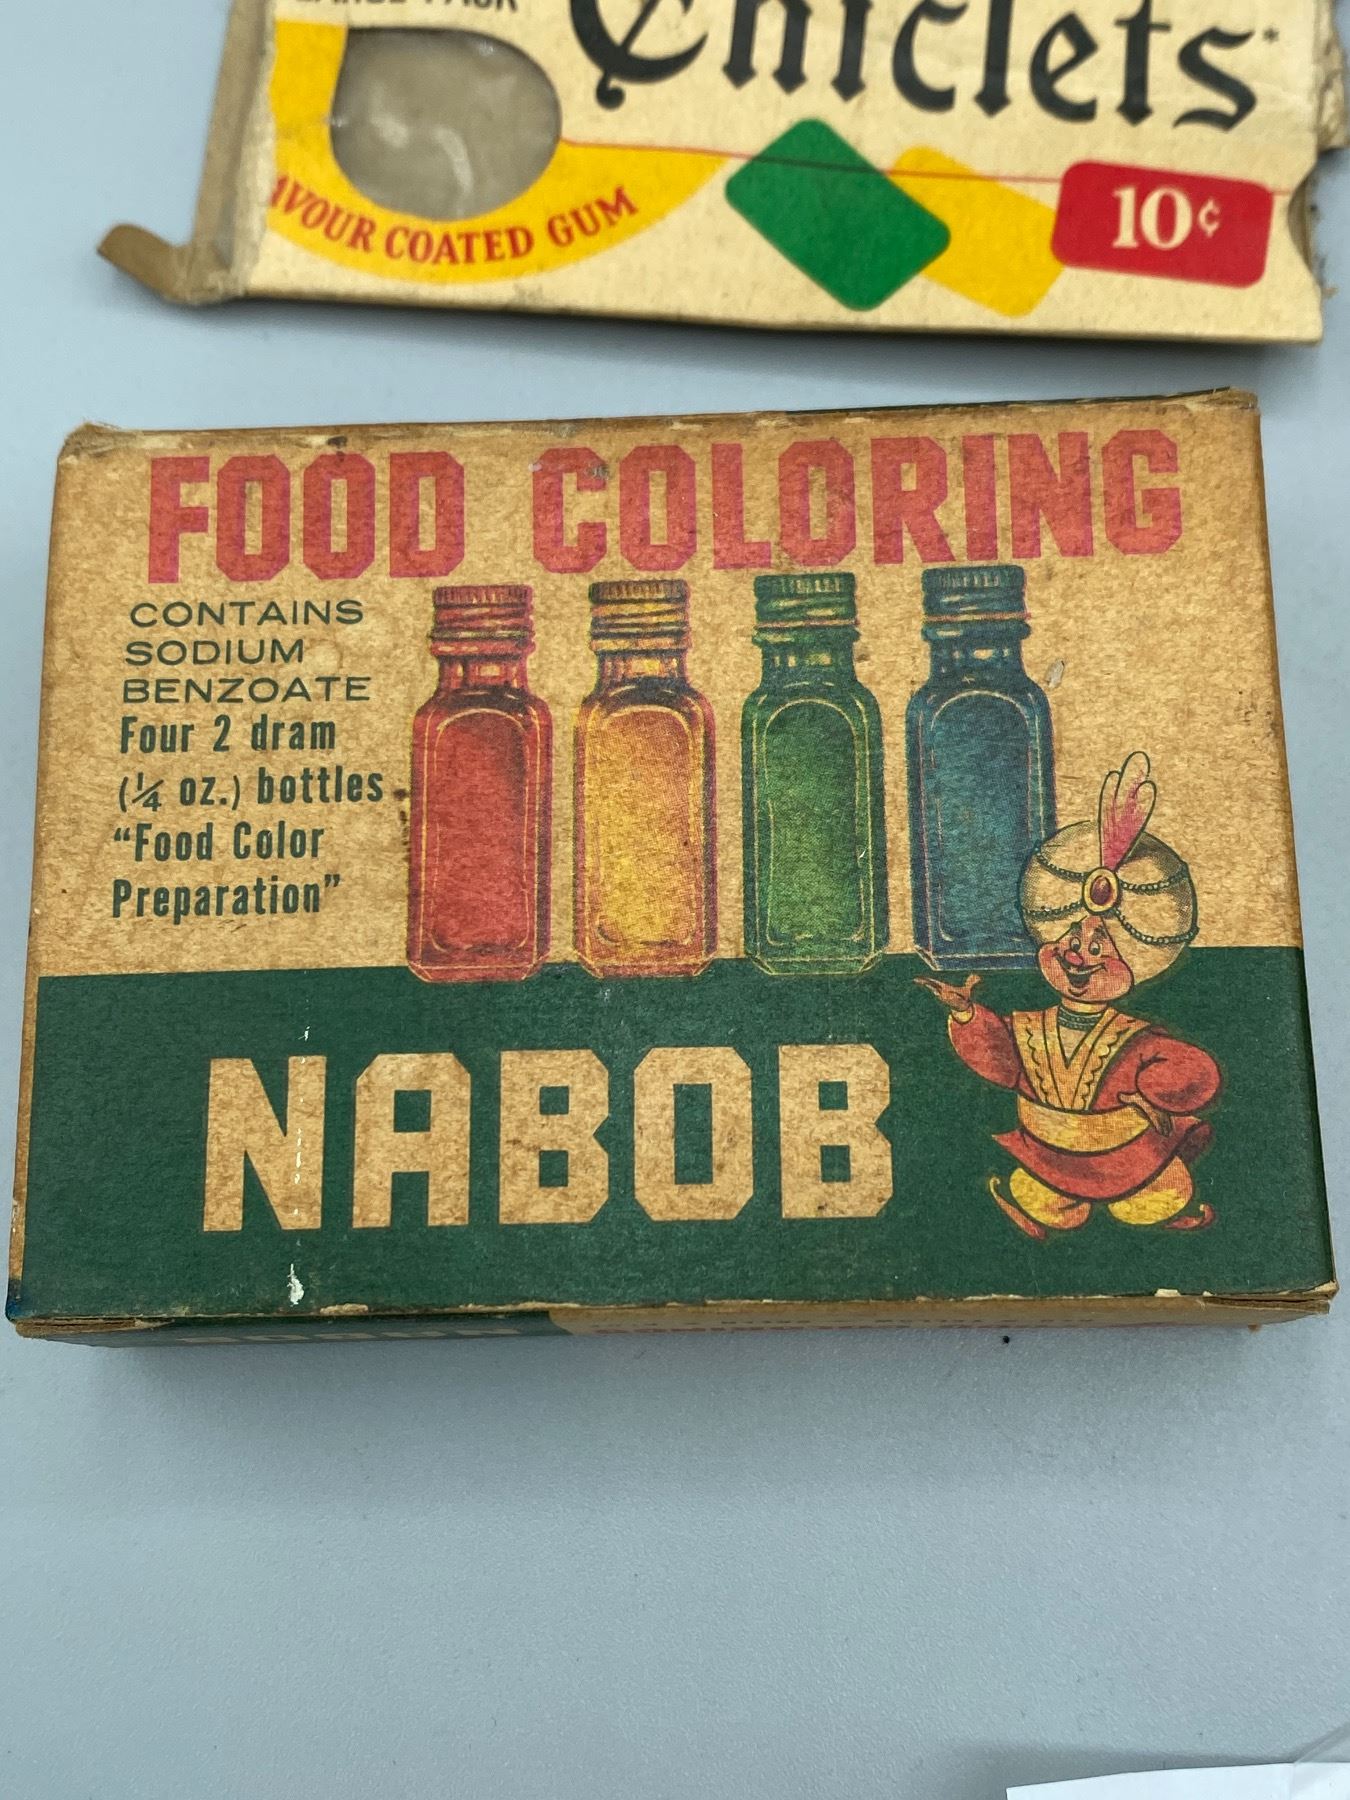 Chiclets*
AVOUR COATED GUM
10¢
FOOD COLORING
CONTAINS
SODIUM
BENZOATE
Four 2 dram
(¼ oz.) bottles
“Food Color
Preparation”
NABOB